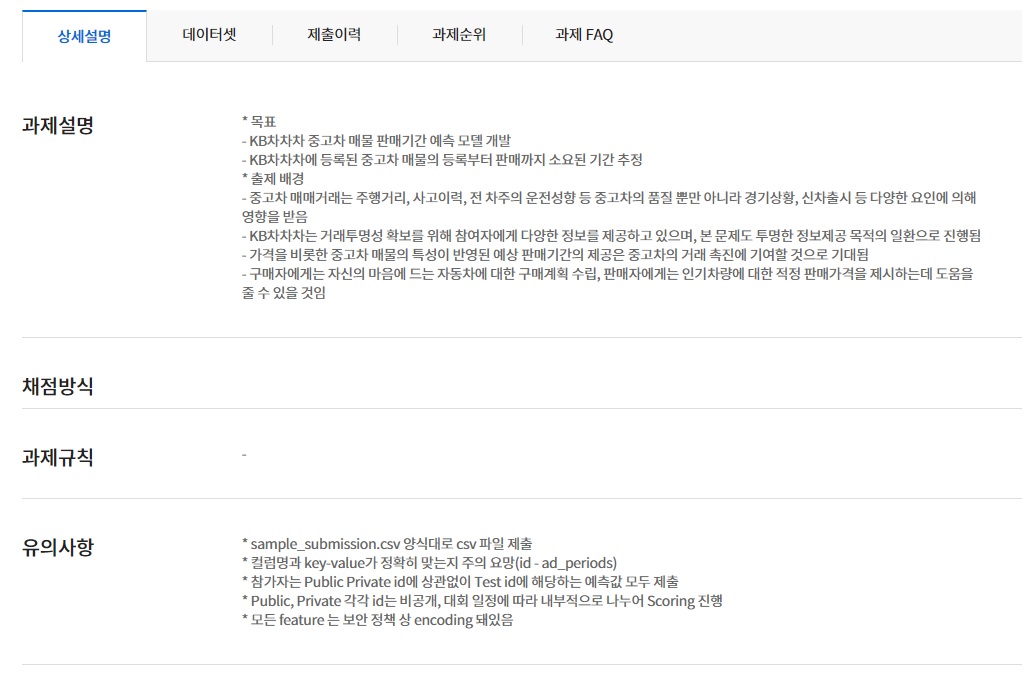 상세설명
데이터셋
제출이력
과제순위
과제 FAQ
과제설명
* 목표
- KB차차차 중고차 매물 판매기간 예측 모델 개발
- KB차차차에 등록된 중고차 매물의 등록부터 판매까지 소요된 기간 추정
* 출제 배경
- 중고차 매매거래는 주행거리, 사고이력, 전 차주의 운전성향 등 중고차의 품질 뿐만 아니라 경기상황, 신차출시 등 다양한 요인에 의해
영향을 받음
- KB차차차는 거래투명성 확보를 위해 참여자에게 다양한 정보를 제공하고 있으며, 본 문제도 투명한 정보제공 목적의 일환으로 진행됨
- 가격을 비롯한 중고차 매물의 특성이 반영된 예상 판매기간의 제공은 중고차의 거래 촉진에 기여할 것으로 기대됨
- 구매자에게는 자신의 마음에 드는 자동차에 대한 구매계획 수립, 판매자에게는 인기차량에 대한 적정 판매가격을 제시하는데 도움을
줄 수 있을 것임
채점방식
과제규칙
-
유의사항
* sample_submission.csv 양식대로 csv 파일 제출
* 컬럼명과 key-value가 정확히 맞는지 주의 요망(id - ad_periods)
* 참가자는 Public Private id에 상관없이 Test id에 해당하는 예측값 모두 제출
* Public, Private 각각 id는 비공개, 대회 일정에 따라 내부적으로 나누어 Scoring 진행
* 모든 feature 는 보안 정책 상 encoding 돼있음